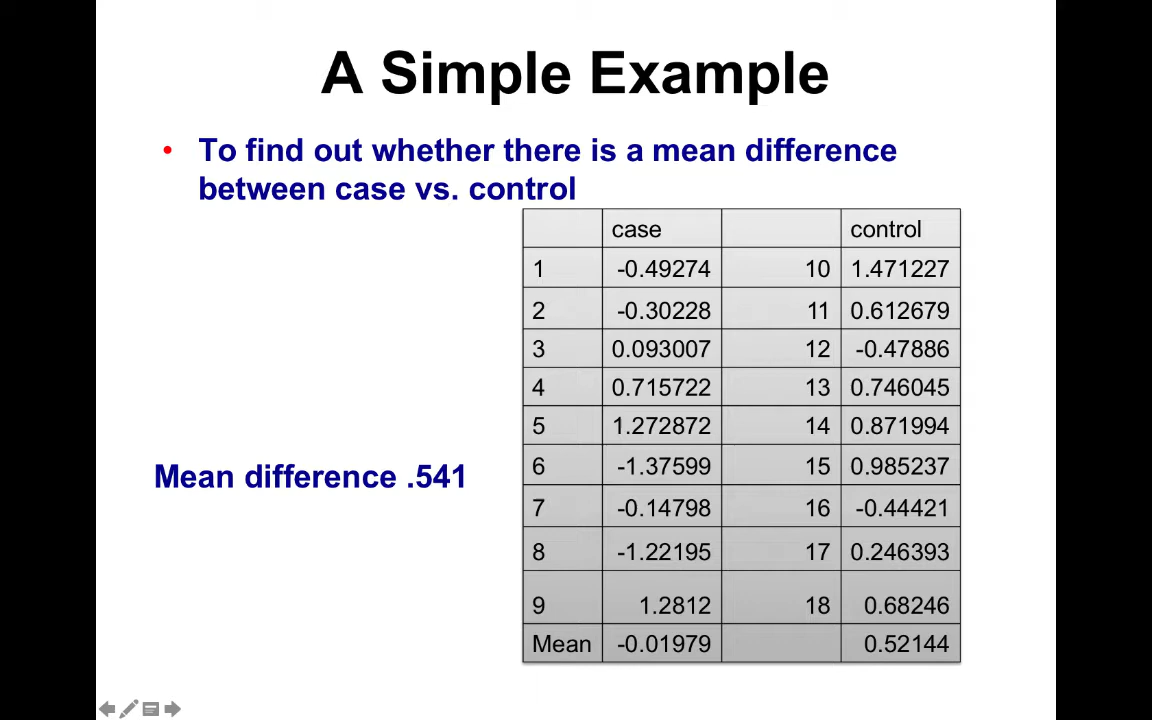 A Simple Example
• To find out whether there is a mean difference
between case vs. control
case control
1 -0.49274 10 1.471227
2 -0.30228 11 0.612679
3 0.093007 12 -0.47886
4 0.715722 13 0.746045
5 1.272872 14 0.871994
6 -1.37599 15 0.985237
Mean difference .541
7 -0.14798 16 -0.44421
8 -1.22195 17 0.246393
9 1.2812 18 0.68246
Mean -0.01979 0.52144